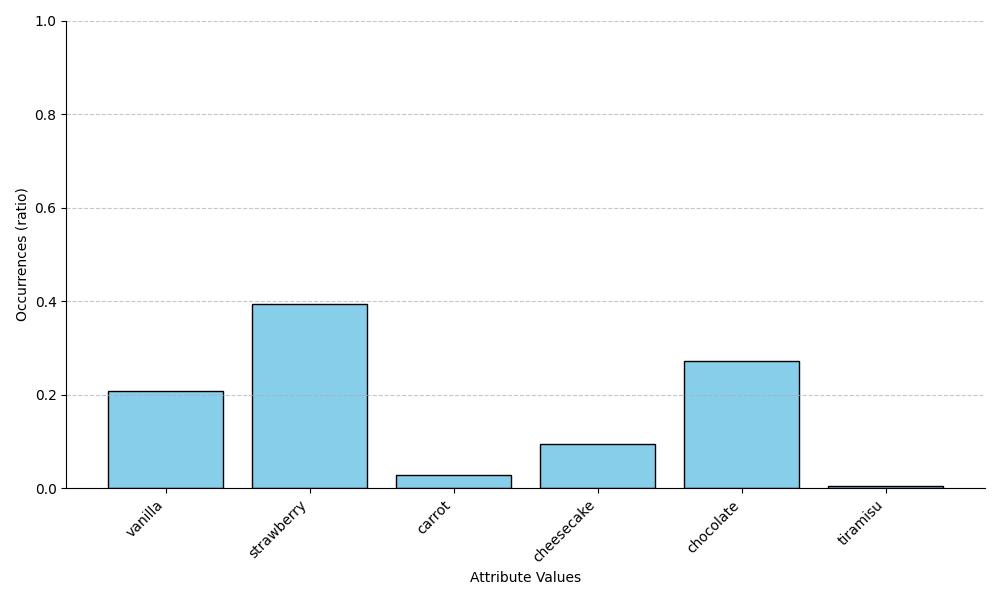 1.0
0.8
0.6
0.4
0.2
0.0
Occurrences (ratio)
vanilla
strawberry
carrot
cheesecake
chocolate
tiramisu
Attribute Values